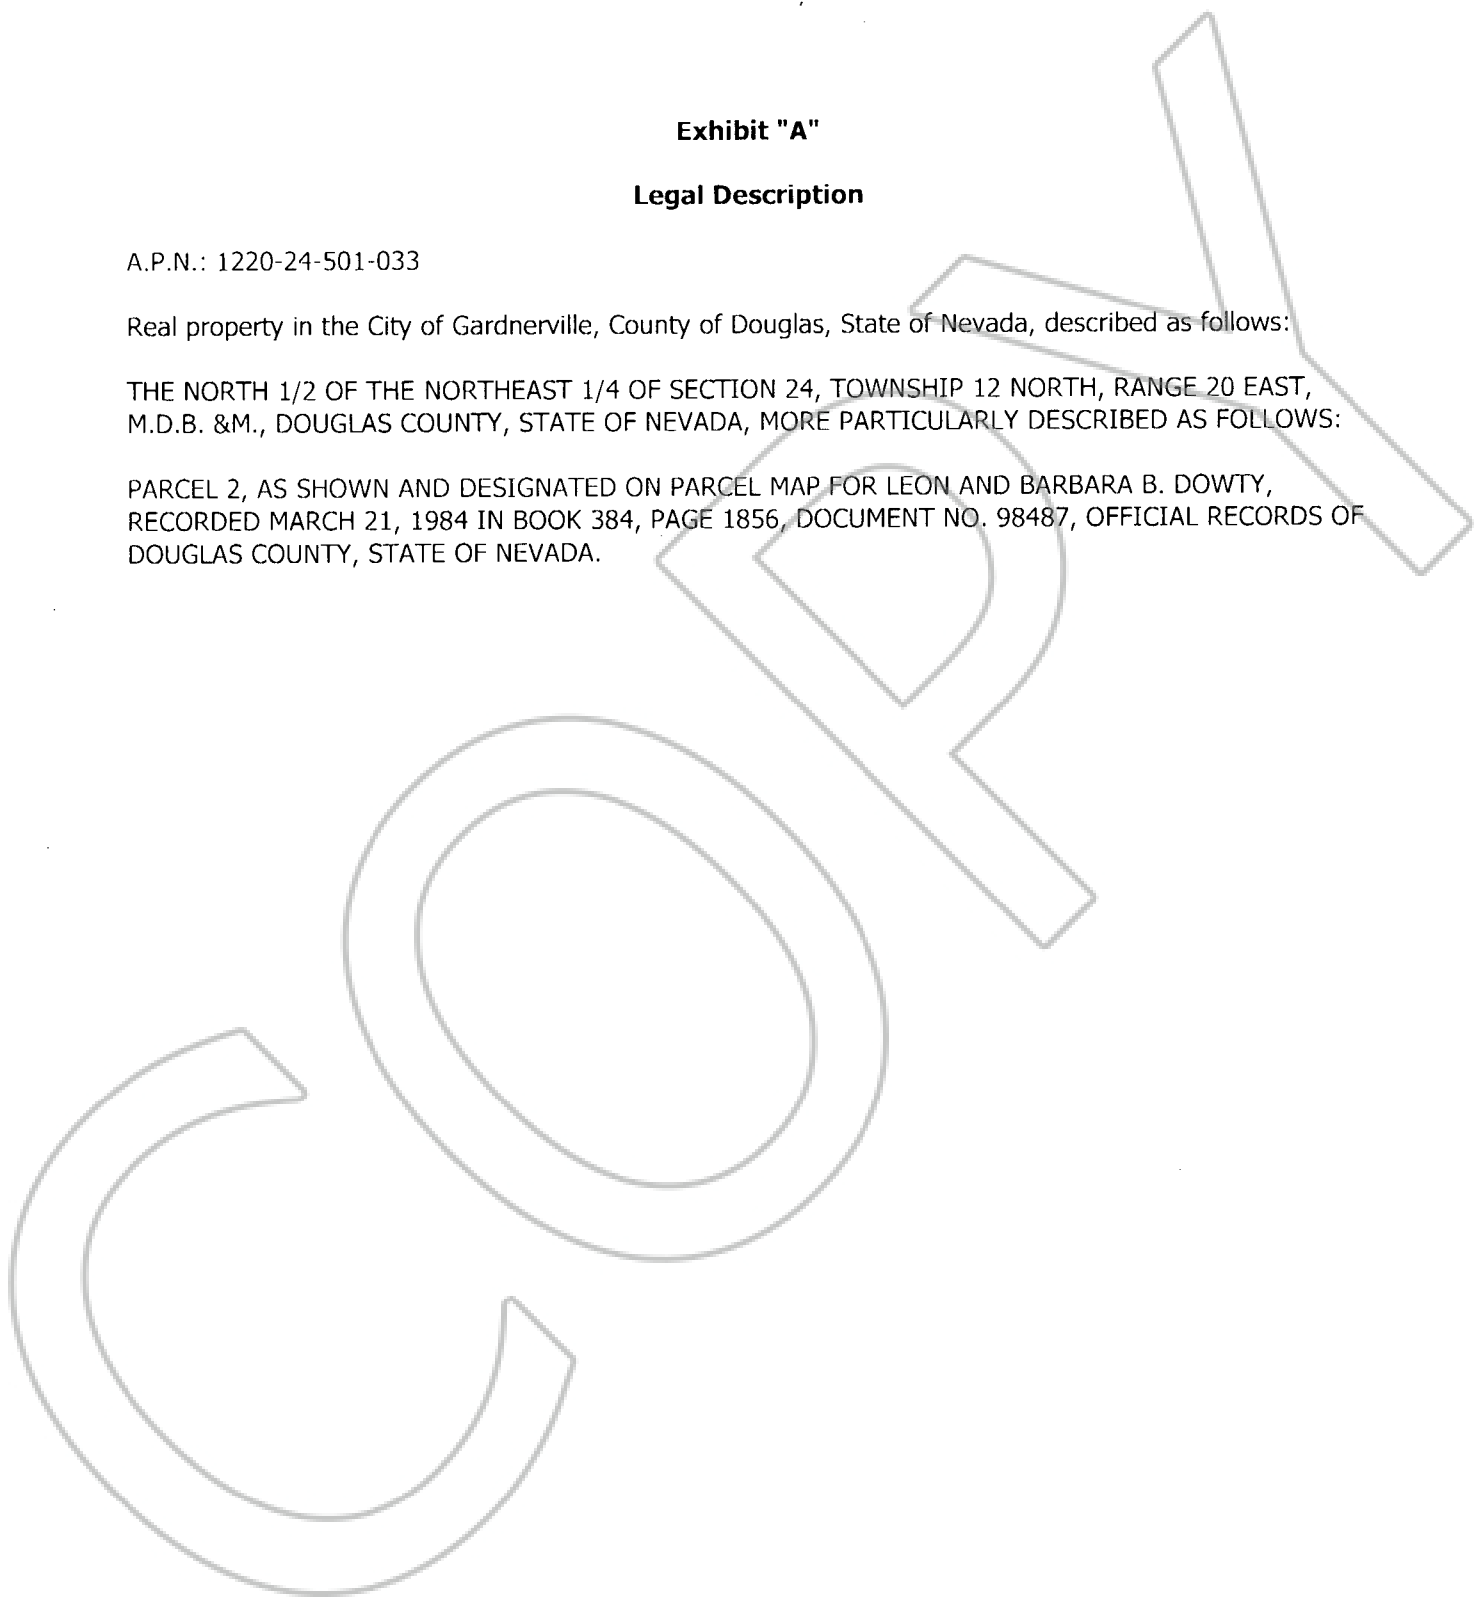 Exhibit "A"
Legal Description
A.P.N.: 1220-24-501-033
Real property in the City of Gardnerville, County of Douglas, State of Nevada, described as follows:
THE NORTH 1/2 OF THE NORTHEAST 1/4 OF SECTION 24, TOWNSHIP 12 NORTH, RANGE 20 EAST,
M.D.B. &M., DOUGLAS COUNTY, STATE OF NEVADA, MORE PARTICULARLY DESCRIBED AS FOLLOWS:
PARCEL 2, AS SHOWN AND DESIGNATED ON PARCEL MAP FOR LEON AND BARBARA B. DOWTY,
RECORDED MARCH 21, 1984 IN BOOK 384, PAGE 1856, DOCUMENT NO. 98487, OFFICIAL RECORDS OF
DOUGLAS COUNTY, STATE OF NEVADA.
COPY